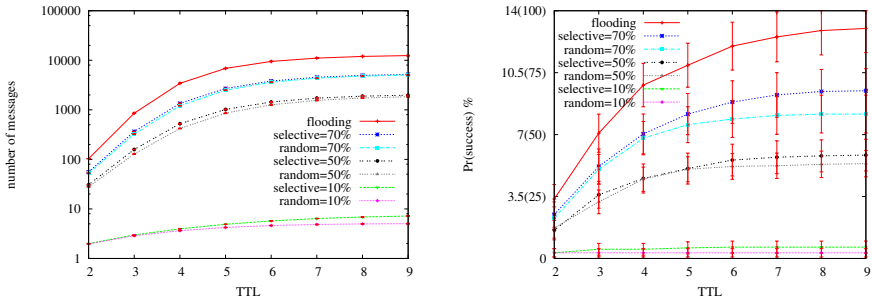 100000
10000
1000
100
10
1
2 3 4 5 6 7 8 9
TTL
number of messages
flooding
selective=70%
random=70%
selective=50%
random=50%
selective=10%
random=10%
14(100)
10.5(75)
7(50)
3.5(25)
0
2 3 4 5 6 7 8 9
TTL
Pr(success) %
flooding
selective=70%
random=70%
selective=50%
random=50%
selective=10%
random=10%